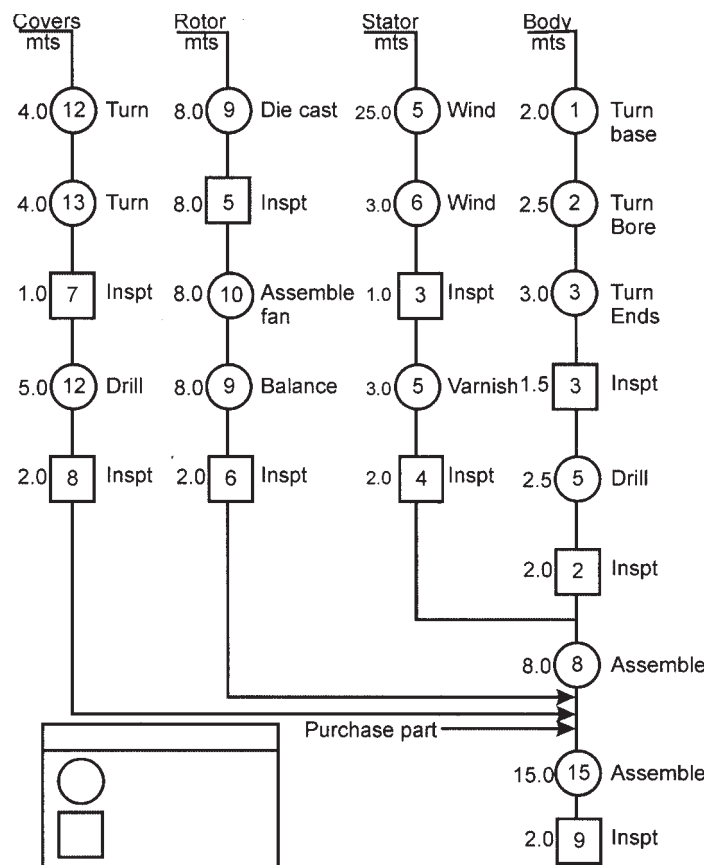 Covers
mts
Rotor
mts
Stator
mts
Body
mts
4.0 12 Turn
8.0 9 Die cast
25.0 5 Wind
2.0 1 Turn
base
4.0 13 Turn
8.0 5 Inspt
3.0 6 Wind
2.5 2 Turn
Bore
1.0 7 Inspt
8.0 10 Assemble
fan
1.0 3 Inspt
3.0 3 Turn
Ends
5.0 12 Drill
8.0 9 Balance
3.0 5 Varnish
1.5 3 Inspt
2.0 8 Inspt
2.0 6 Inspt
2.0 4 Inspt
2.5 5 Drill
2.0 2 Inspt
8.0 8 Assemble
Purchase part
15.0 15 Assemble
2.0 9 Inspt